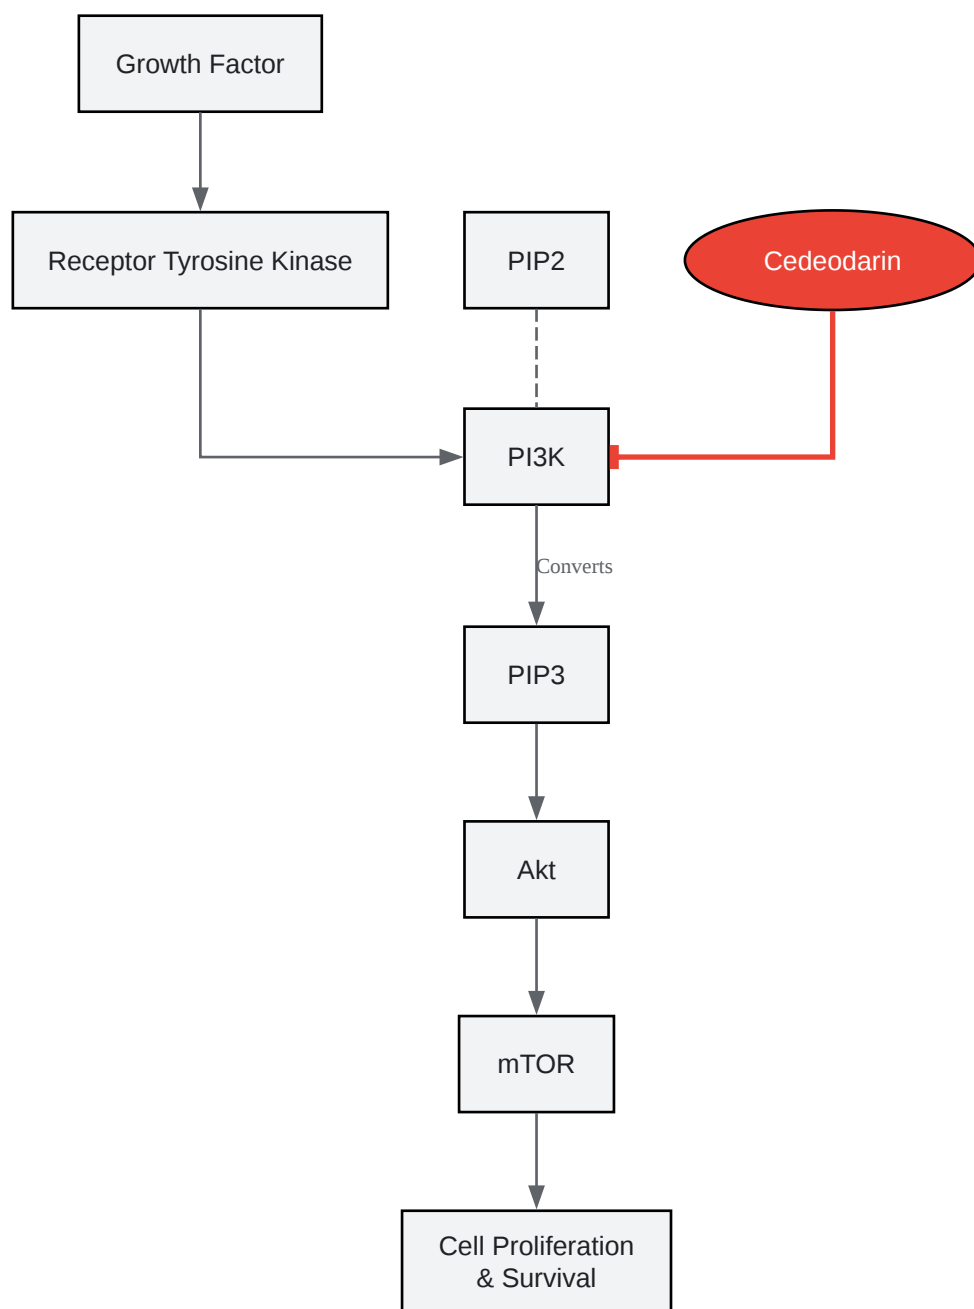 Growth Factor
Receptor Tyrosine Kinase
PIP2
Cedeodarin
PI3K
Converts
PIP3
Akt
mTOR
Cell Proliferation
& Survival